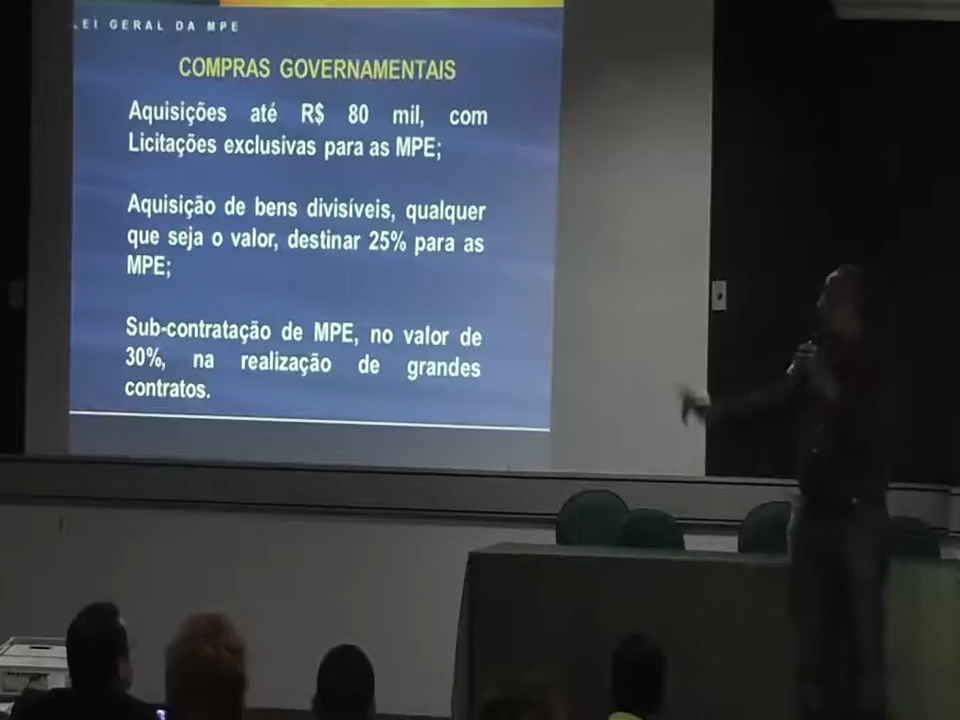 LEI GERAL DA MPE
COMPRAS GOVERNAMENTAIS
Aquisições até R$ 80 mil, com
Licitações exclusivas para as MPE;
Aquisição de bens divisíveis, qualquer
que seja o valor, destinar 25% para as
MPE;
Sub-contratação de MPE, no valor de
30%, na realização de grandes
contratos.